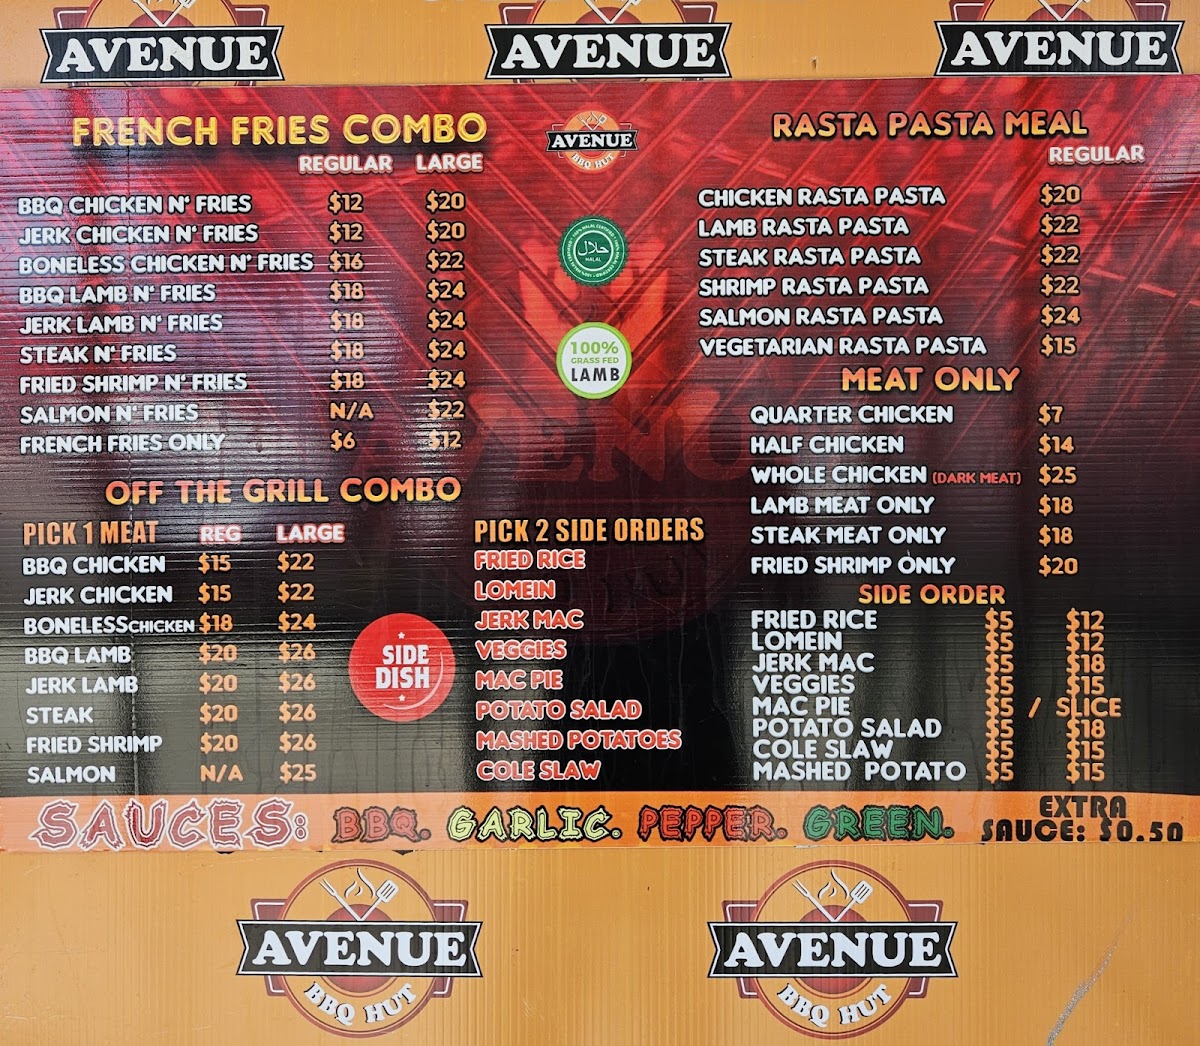 AVENUE
AVENUE
AVENUE
FRENCH FRIES COMBO
REGULAR LARGE
BBQ CHICKEN N' FRIES $12 $20
JERK CHICKEN N' FRIES $12 $20
BONELESS CHICKEN N' FRIES $16 $22
BBQ LAMB N' FRIES $18 $24
JERK LAMB N' FRIES $18 $24
STEAK N' FRIES $18 $24
FRIED SHRIMP N' FRIES $18 $24
SALMON N' FRIES N/A $22
FRENCH FRIES ONLY $6 $12
AVENUE
BBQ HUT
حلال
HALAL
100%
GRASS FED
LAMB
RASTA PASTA MEAL
REGULAR
CHICKEN RASTA PASTA $20
LAMB RASTA PASTA $22
STEAK RASTA PASTA $22
SHRIMP RASTA PASTA $22
SALMON RASTA PASTA $24
VEGETARIAN RASTA PASTA $15
MEAT ONLY
QUARTER CHICKEN $7
HALF CHICKEN $14
WHOLE CHICKEN (DARK MEAT) $25
LAMB MEAT ONLY $18
STEAK MEAT ONLY $18
FRIED SHRIMP ONLY $20
OFF THE GRILL COMBO
PICK 1 MEAT REG LARGE
BBQ CHICKEN $15 $22
JERK CHICKEN $15 $22
BONELESS CHICKEN $18 $24
BBQ LAMB $20 $26
JERK LAMB $20 $26
STEAK $20 $26
FRIED SHRIMP $20 $26
SALMON N/A $25
SIDE
DISH
PICK 2 SIDE ORDERS
FRIED RICE
LOMEIN
JERK MAC
VEGGIES
MAC PIE
POTATO SALAD
MASHED POTATOES
COLE SLAW
SIDE ORDER
FRIED RICE $5 $12
LOMEIN $5 $12
JERK MAC $5 $18
VEGGIES $5 $15
MAC PIE $5 / SLICE
POTATO SALAD $5 $18
COLE SLAW $5 $15
MASHED POTATO $5 $15
SAUCES: BBQ. GARLIC. PEPPER. GREEN.
EXTRA
SAUCE: $0.50
AVENUE
BBQ HUT
AVENUE
BBQ HUT